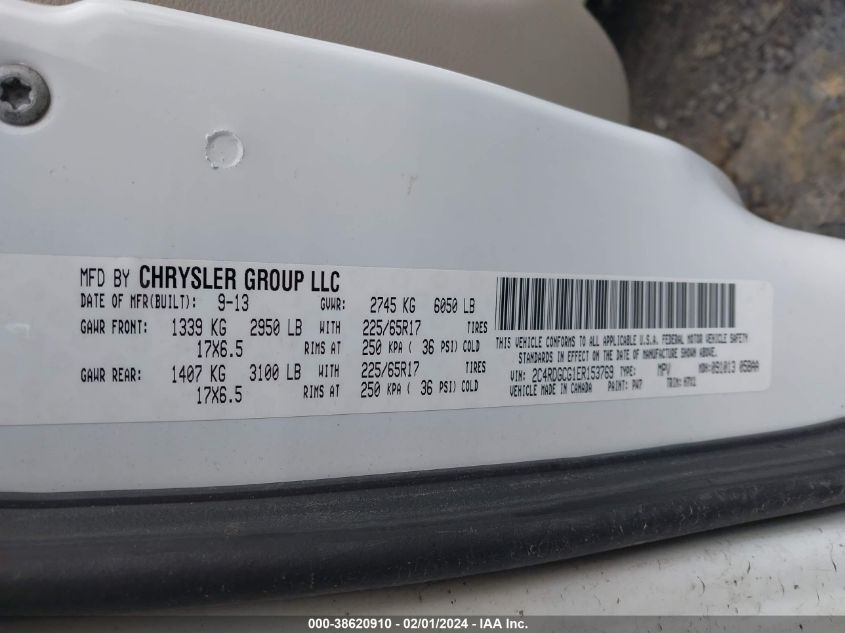 MFD BY CHRYSLER GROUP LLC
DATE OF MFR(BUILT): 9-13 GVWR: 2745 KG 6050 LB
GAWR FRONT: 1339 KG 2950 LB WITH 225/65R17 TIRES
17X6.5 RIMS AT 250 KPA ( 36 PSI) COLD
GAWR REAR: 1407 KG 3100 LB WITH 225/65R17 TIRES
17X6.5 RIMS AT 250 KPA ( 36 PSI) COLD
THIS VEHICLE CONFORMS TO ALL APPLICABLE U.S.A. FEDERAL MOTOR VEHICLE SAFETY
STANDARDS IN EFFECT ON THE DATE OF MANUFACTURE SHOWN ABOVE.
VIN: 2C4RDGCG1ER153769 TYPE: MPV MDH: 091013 058AA
VEHICLE MADE IN CANADA PAINT: PW7 TRIM:
000-38620910 - 02/01/2024 - IAA Inc.